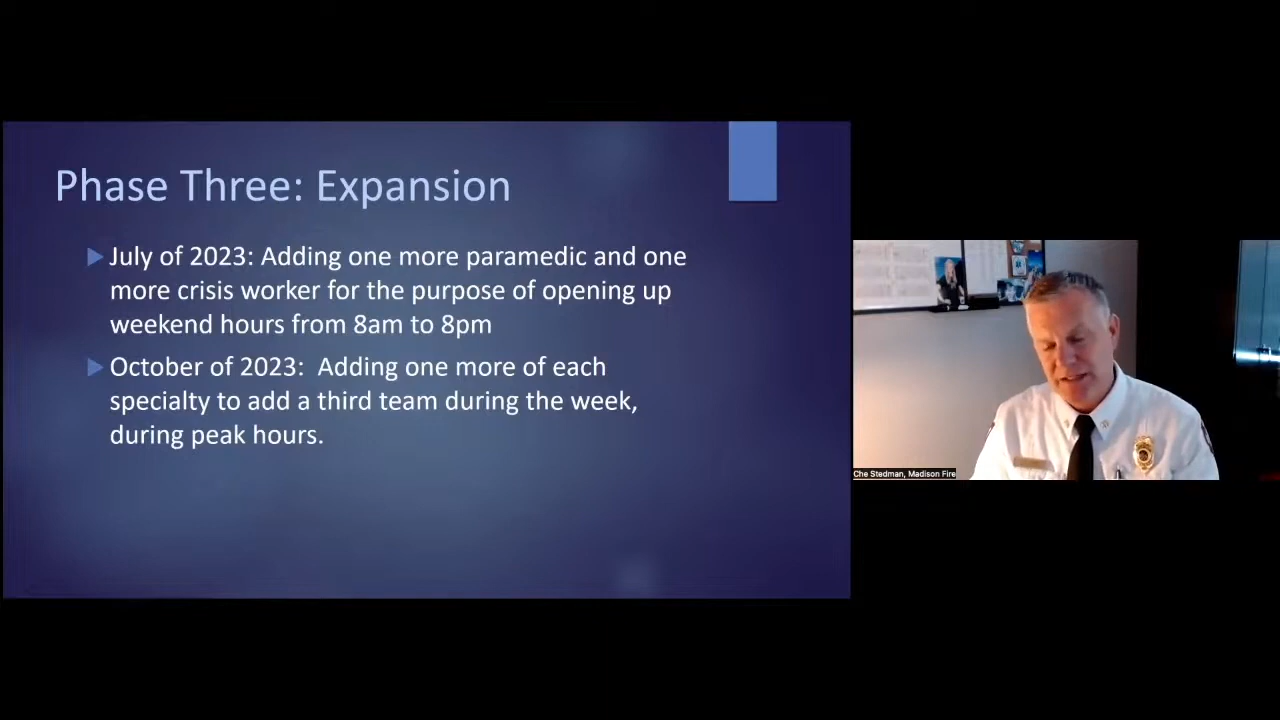 Phase Three: Expansion
July of 2023: Adding one more paramedic and one
more crisis worker for the purpose of opening up
weekend hours from 8am to 8pm
October of 2023:  Adding one more of each
specialty to add a third team during the week,
during peak hours.
Che Stedman, Madison Fire